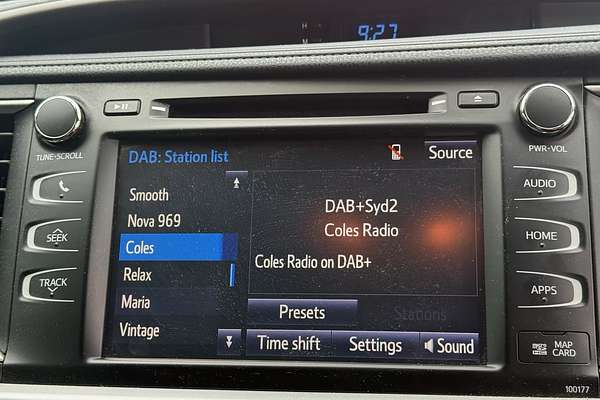 H
M
9:27
TUNE•SCROLL
PWR•VOL
DAB: Station list
Source
Smooth
Nova 969
Coles
Relax
Maria
Vintage
DAB+Syd2
Coles Radio
Coles Radio on DAB+
Presets
Stations
Time shift
Settings
Sound
SEEK
TRACK
AUDIO
HOME
APPS
MAP
CARD
100177